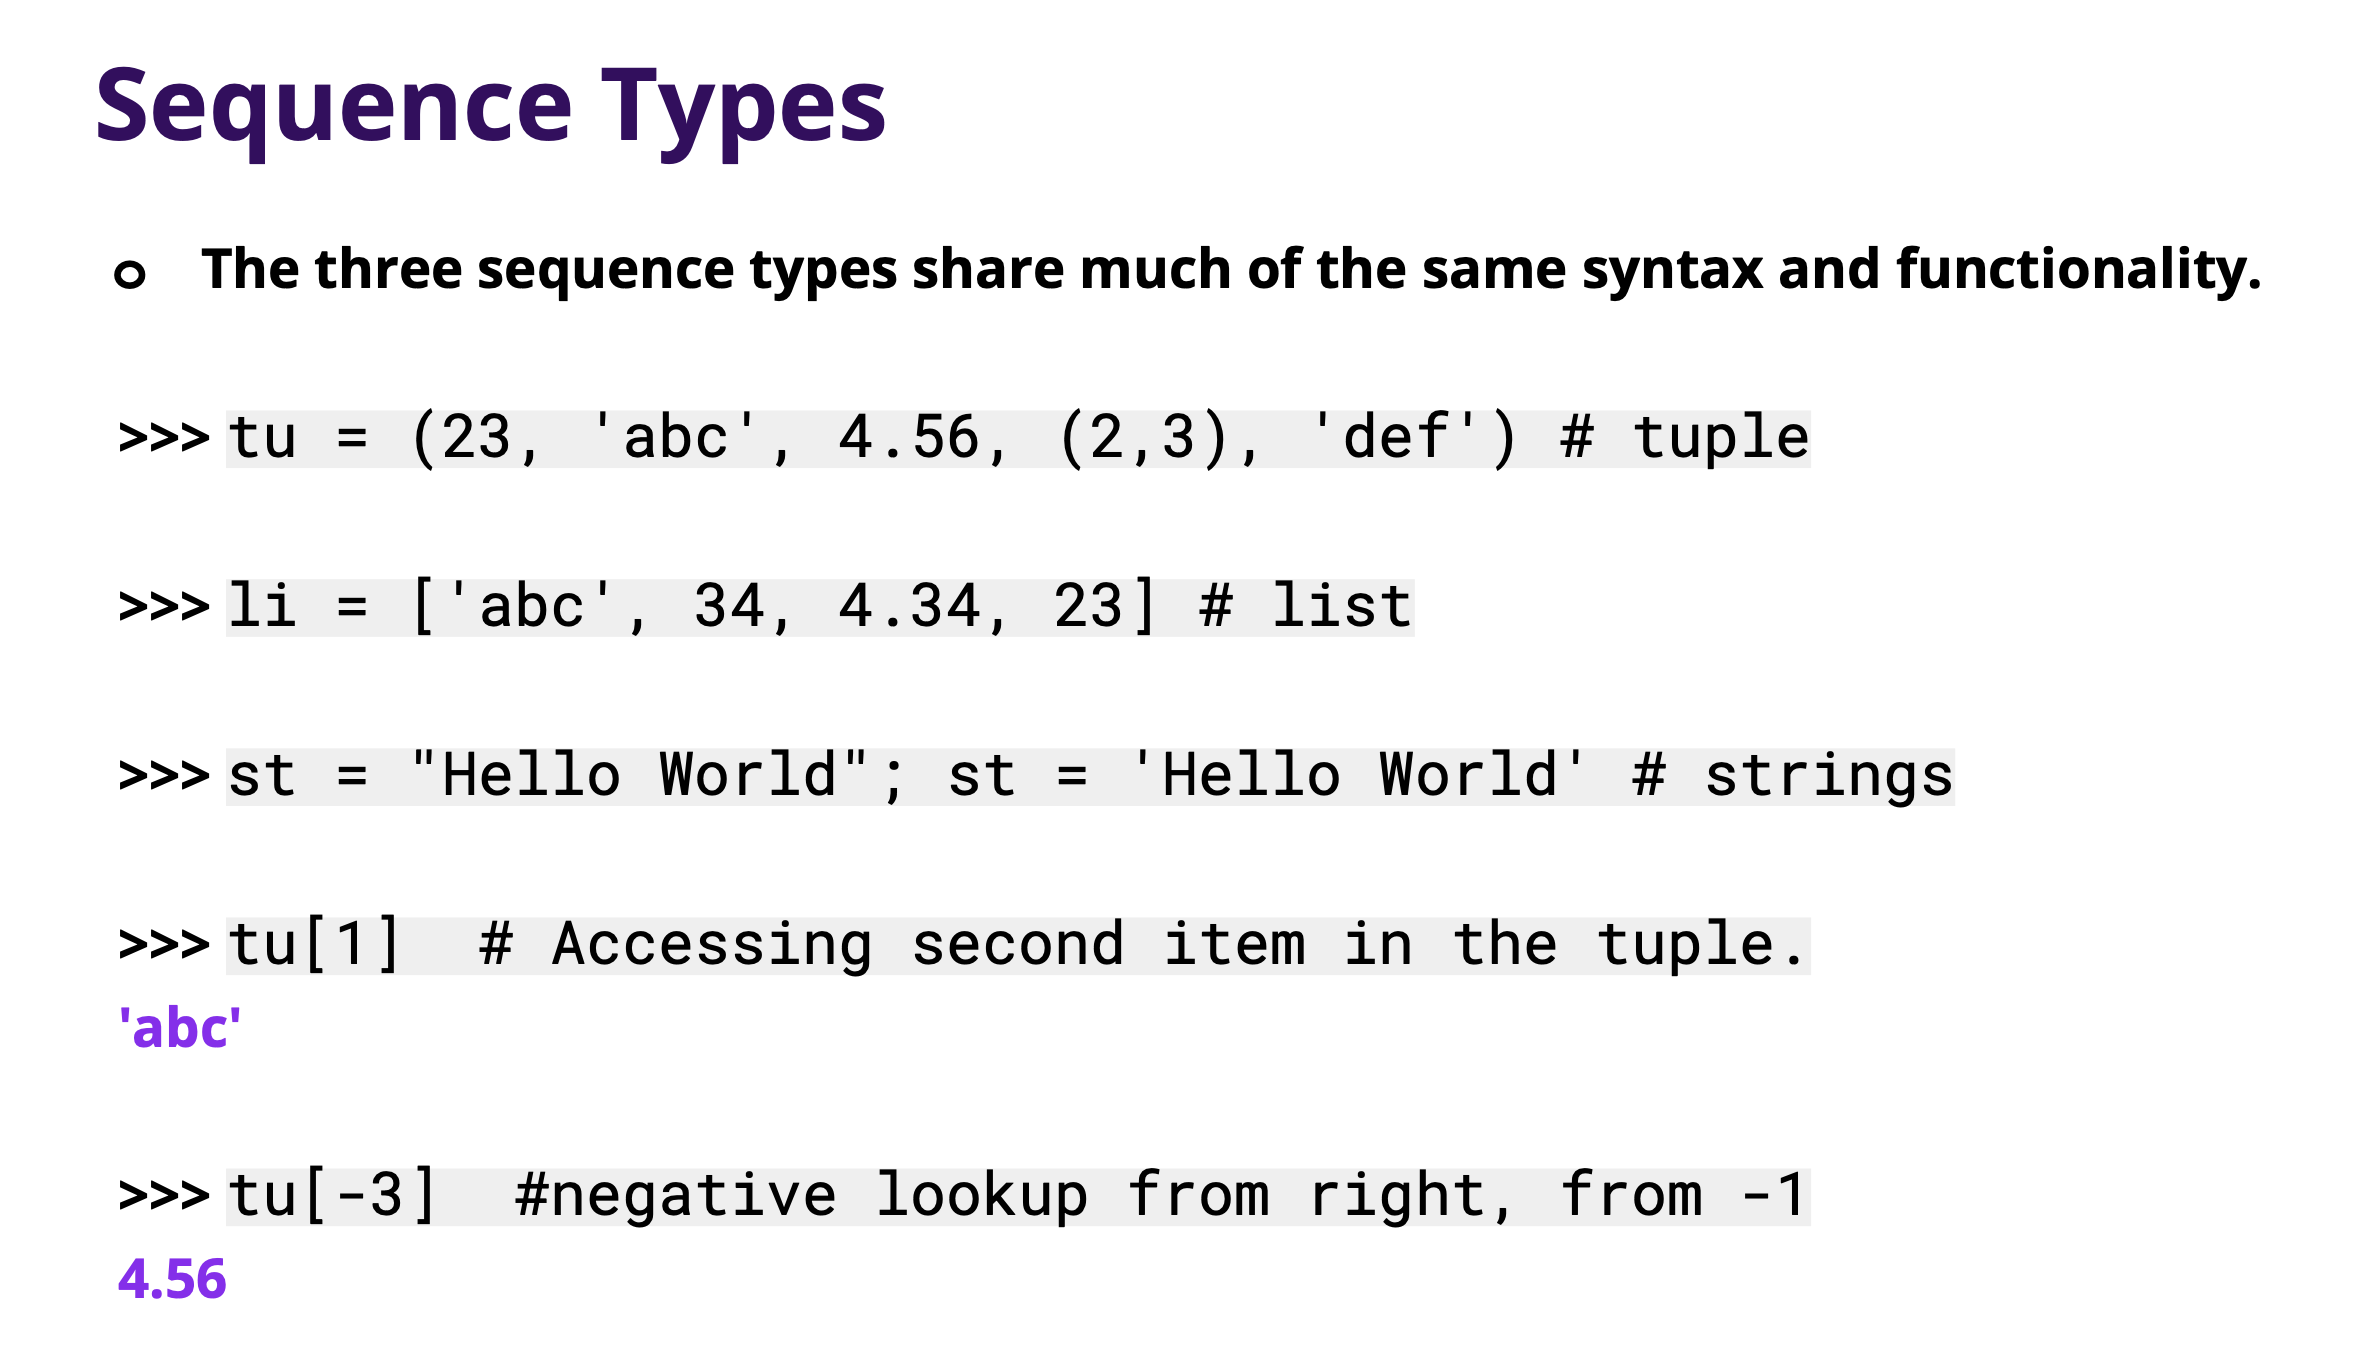 Sequence Types
o The three sequence types share much of the same syntax and functionality.
>>> tu = (23, 'abc', 4.56, (2,3), 'def') # tuple
>>> li = ['abc', 34, 4.34, 23] # list
>>> st = "Hello World"; st = 'Hello World' # strings
>>> tu[1]  # Accessing second item in the tuple.
'abc'
>>> tu[-3]  #negative lookup from right, from -1
4.56